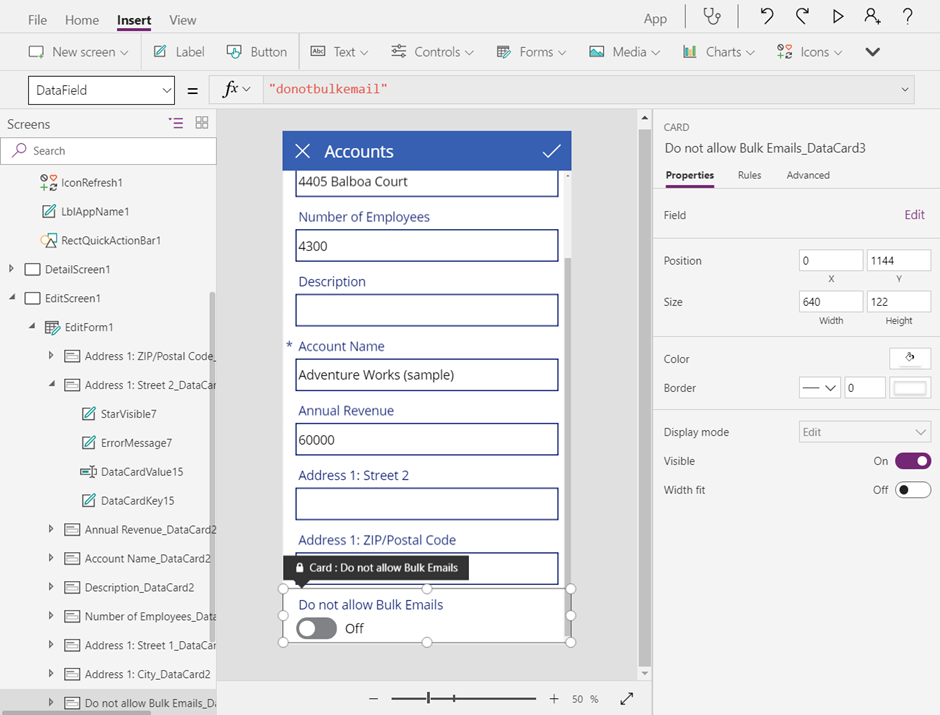 File Home Insert View App ?
New screen Label Button Text Controls Forms Media Charts Icons
DataField = fx "donotbulkemail"
Screens
Search
IconRefresh1
LblAppName1
RectQuickActionBar1
DetailScreen1
EditScreen1
EditForm1
Address 1: ZIP/Postal Code_
Address 1: Street 2_DataCar
StarVisible7
ErrorMessage7
DataCardValue15
DataCardKey15
Annual Revenue_DataCard2
Account Name_DataCard2
Description_DataCard2
Number of Employees_Data
Address 1: Street 1_DataCar
Address 1: City_DataCard2
Do not allow Bulk Emails_Da
Accounts
4405 Balboa Court
Number of Employees
4300
Description
* Account Name
Adventure Works (sample)
Annual Revenue
60000
Address 1: Street 2
Address 1: ZIP/Postal Code
Card : Do not allow Bulk Emails
Do not allow Bulk Emails
Off
50 %
CARD
Do not allow Bulk Emails_DataCard3
Properties Rules Advanced
Field Edit
Position 0 1144
X Y
Size 640 122
Width Height
Color
Border 0
Display mode Edit
Visible On
Width fit Off